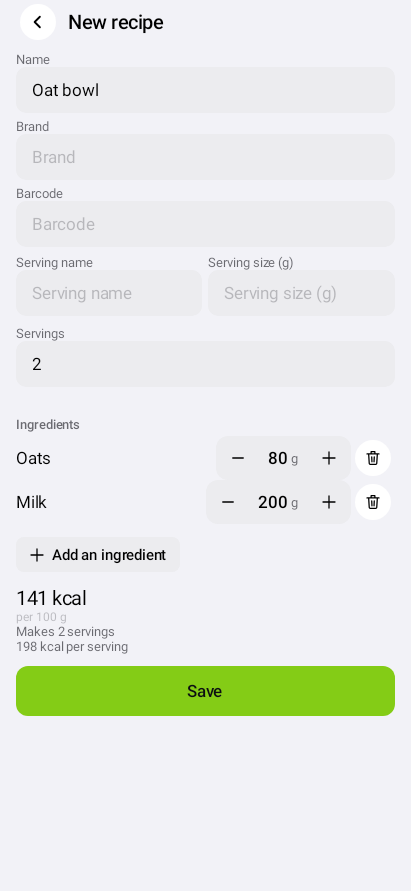 New recipe
Name
Oat bowl
Brand
Brand
Barcode
Barcode
Serving name Serving size (g)
Serving name Serving size (g)
Servings
2
Ingredients
Oats − 80 g +
Milk − 200 g +
+ Add an ingredient
141 kcal
per 100 g
Makes 2 servings
198 kcal per serving
Save